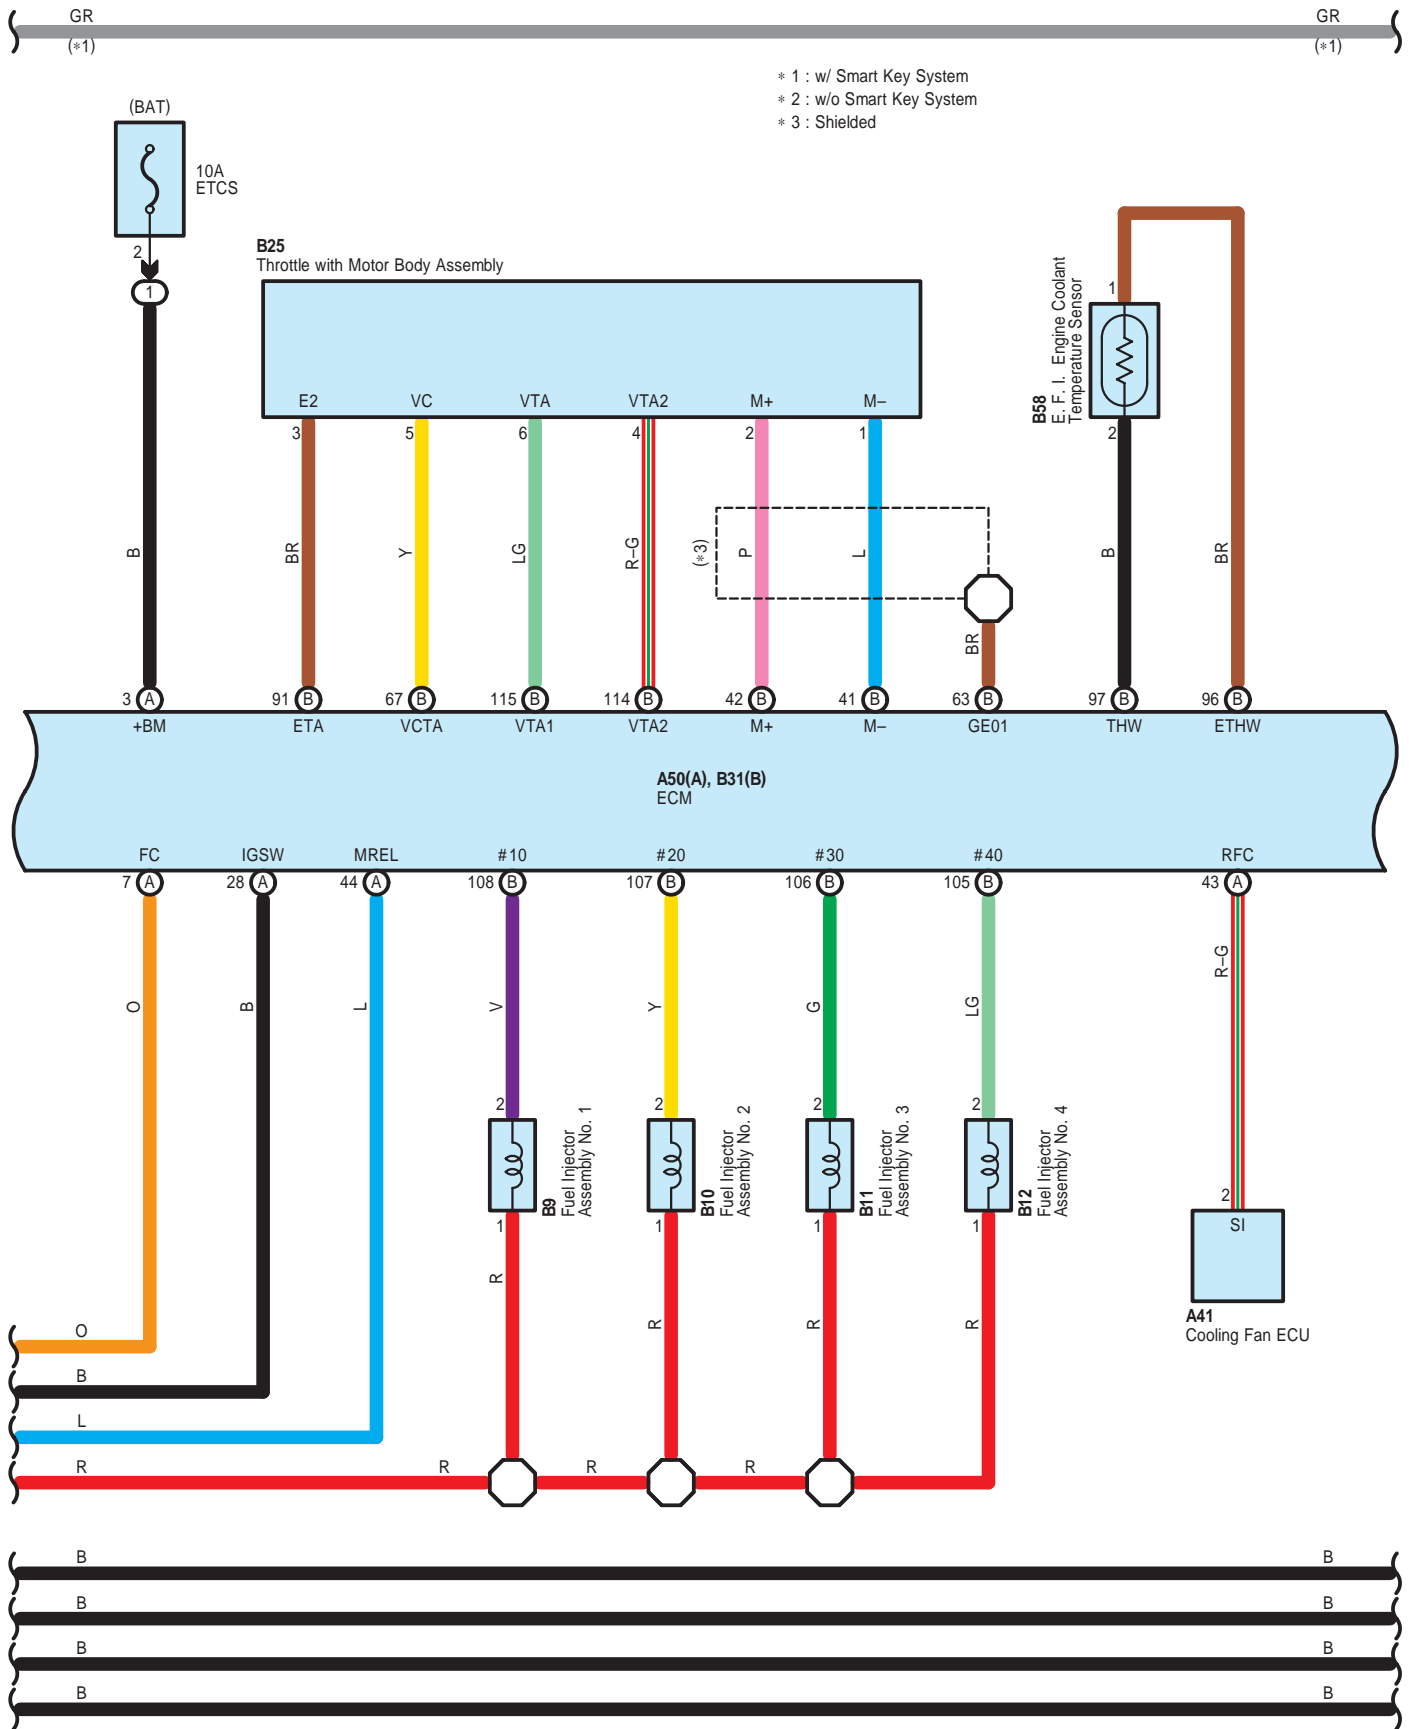 GR
GR
(∗1)
(∗1)
∗ 1 : w/ Smart Key System
∗ 2 : w/o Smart Key System
∗ 3 : Shielded
(BAT)
10A
ETCS
2
1
B25
Throttle with Motor Body Assembly
E2
VC
VTA
VTA2
M+
M–
3
5
6
4
2
1
1
B58
E. F. I. Engine Coolant
Temperature Sensor
2
B
BR
Y
LG
R–G
(∗3)
P
L
BR
B
BR
3 A
91 B
67 B
115 B
114 B
42 B
41 B
63 B
97 B
96 B
+BM
ETA
VCTA
VTA1
VTA2
M+
M–
GE01
THW
ETHW
A50(A), B31(B)
ECM
FC
IGSW
MREL
#10
#20
#30
#40
RFC
7 A
28 A
44 A
108 B
107 B
106 B
105 B
43 A
O
B
L
V
Y
G
LG
R–G
2
2
2
2
B9
Fuel Injector
Assembly No. 1
B10
Fuel Injector
Assembly No. 2
B11
Fuel Injector
Assembly No. 3
B12
Fuel Injector
Assembly No. 4
1
1
1
1
2
SI
A41
Cooling Fan ECU
R
R
R
R
O
B
L
R
R
R
R
B
B
B
B
B
B
B
B